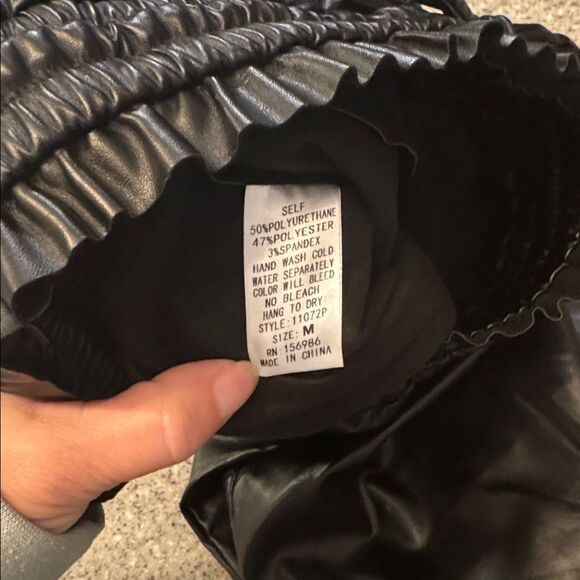 SELF
50%POLYURETHANE
47%POLYESTER
3%SPANDEX
HAND WASH COLD
WATER SEPARATELY
COLOR WILL BLEED
NO BLEACH
HANG TO DRY
STYLE:11072P
SIZE: M
RN:156986
MADE IN CHINA